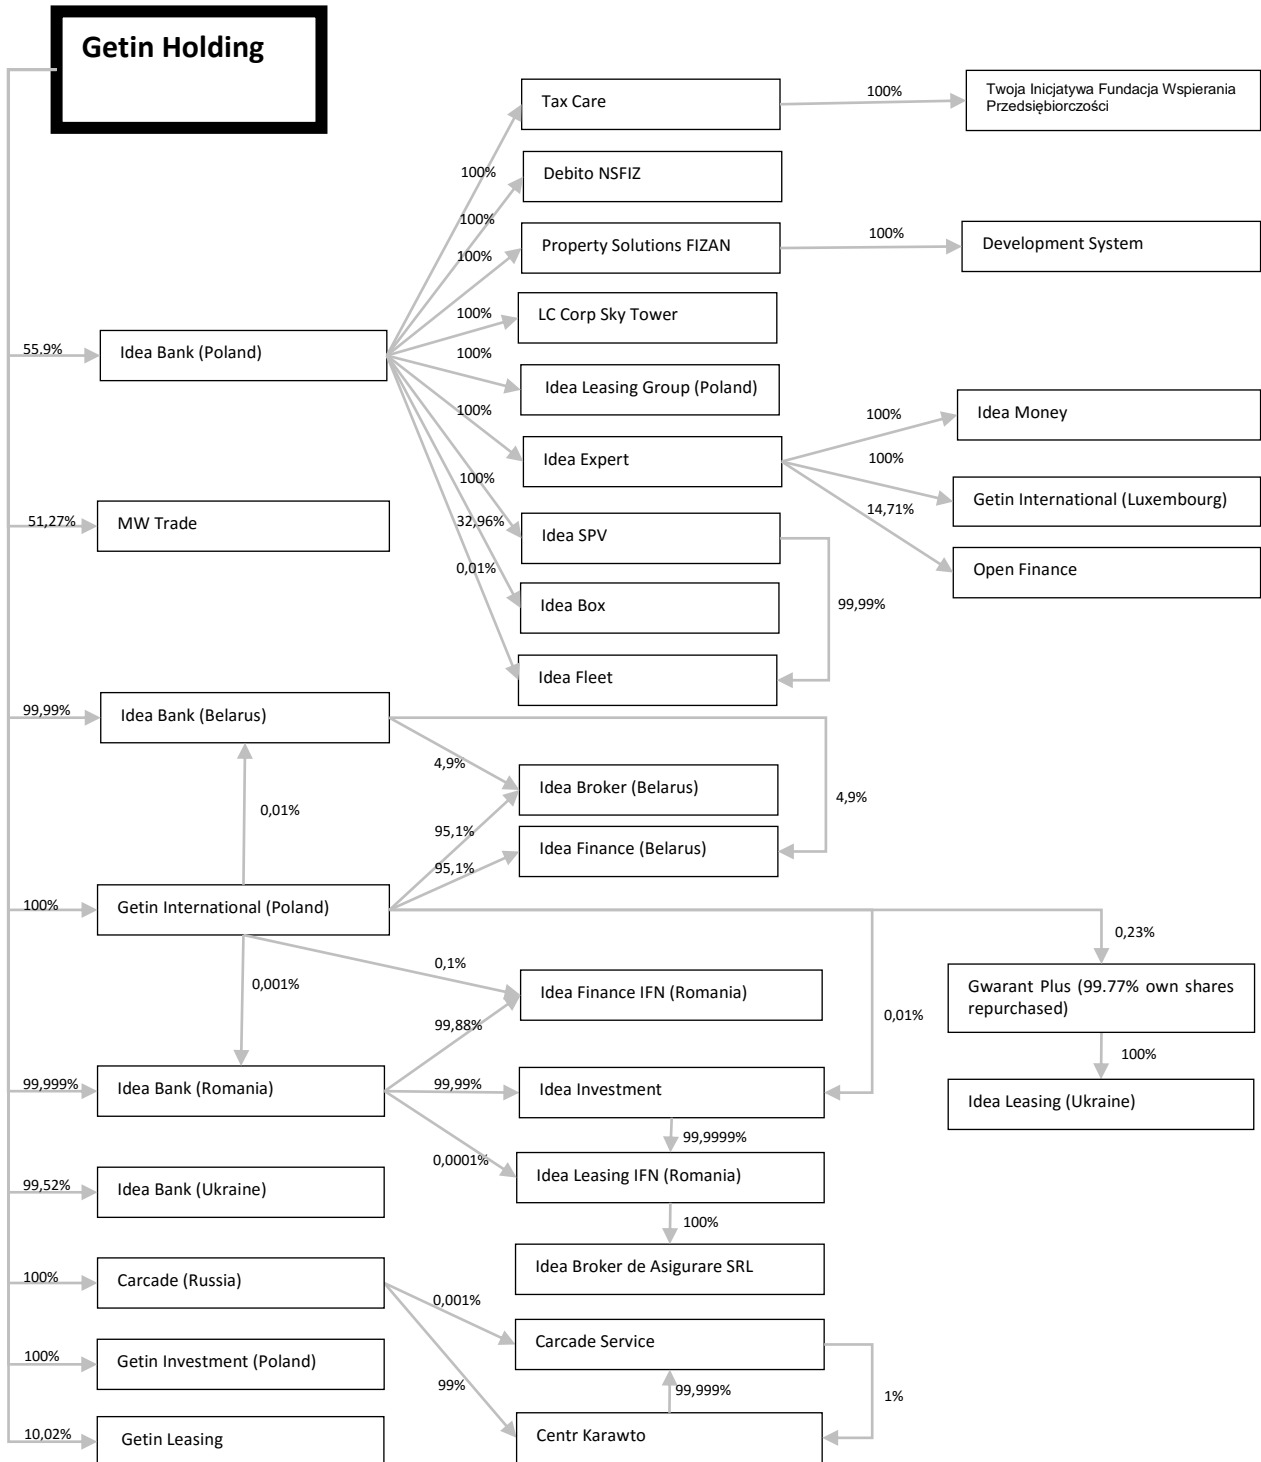 Getin Holding
Tax Care
100%
Twoja Inicjatywa Fundacja Wspierania
Przedsiębiorczości
100%
Debito NSFIZ
100%
Property Solutions FIZAN
100%
Development System
100%
LC Corp Sky Tower
100%
55.9%
Idea Bank (Poland)
100%
Idea Leasing Group (Poland)
100%
Idea Expert
100%
Idea Money
100%
Getin International (Luxembourg)
14,71%
Open Finance
100%
Idea SPV
51,27%
MW Trade
32,96%
Idea Box
0,01%
99,99%
Idea Fleet
99,99%
Idea Bank (Belarus)
4,9%
Idea Broker (Belarus)
4,9%
0,01%
95,1%
Idea Finance (Belarus)
95,1%
100%
Getin International (Poland)
0,23%
0,1%
Idea Finance IFN (Romania)
Gwarant Plus (99.77% own shares
repurchased)
0,001%
99,88%
0,01%
100%
99,999%
Idea Bank (Romania)
99,99%
Idea Investment
Idea Leasing (Ukraine)
99,9999%
0,0001%
Idea Leasing IFN (Romania)
99,52%
Idea Bank (Ukraine)
100%
Idea Broker de Asigurare SRL
100%
Carcade (Russia)
0,001%
Carcade Service
100%
Getin Investment (Poland)
99%
99,999%
1%
10,02%
Getin Leasing
Centr Karawto